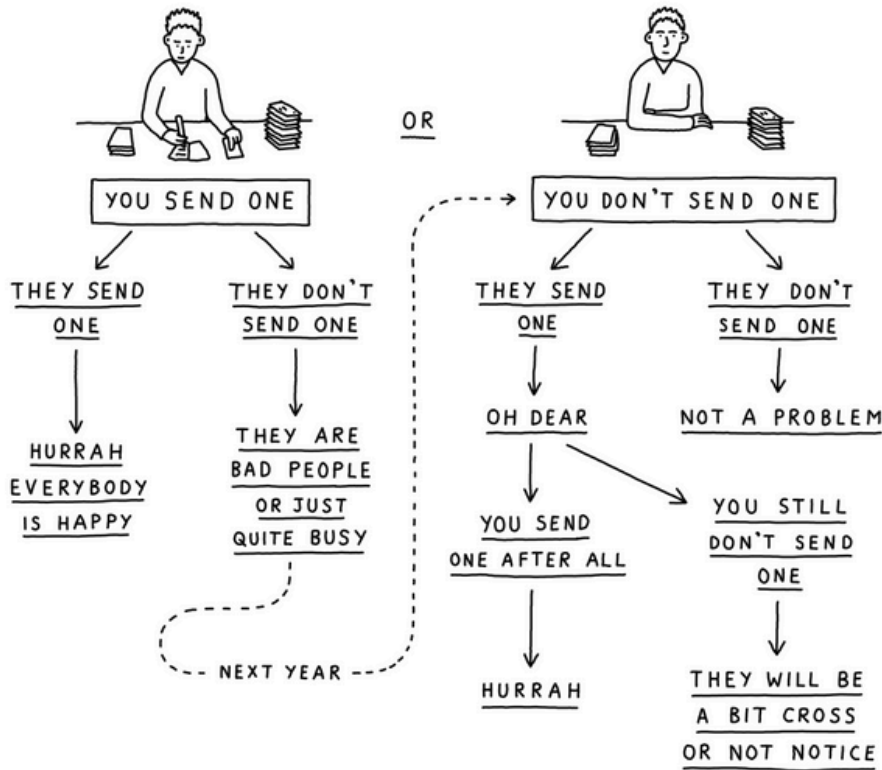 OR
YOU SEND ONE
THEY SEND
ONE
HURRAH
EVERYBODY
IS HAPPY
THEY DON'T
SEND ONE
THEY ARE
BAD PEOPLE
OR JUST
QUITE BUSY
NEXT YEAR
YOU DON'T SEND ONE
THEY SEND
ONE
OH DEAR
YOU SEND
ONE AFTER ALL
HURRAH
YOU STILL
DON'T SEND
ONE
THEY WILL BE
A BIT CROSS
OR NOT NOTICE
THEY DON'T
SEND ONE
NOT A PROBLEM